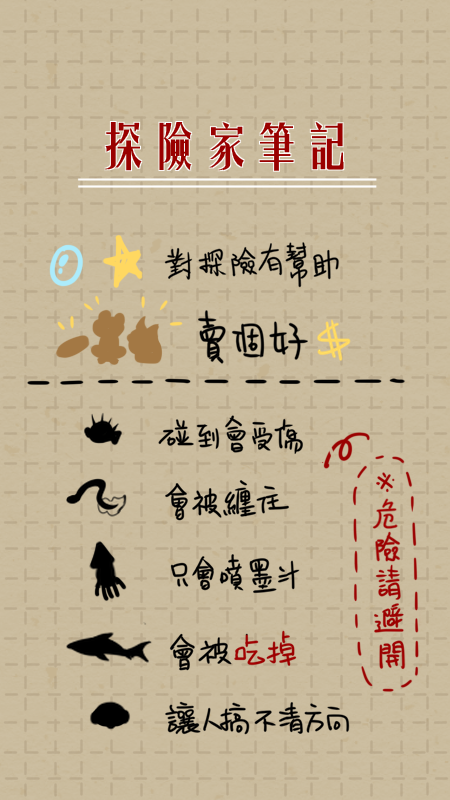 探險家筆記
對探險有幫助
賣個好$
碰到會受傷
會被纏住
只會噴墨斗
會被吃掉
讓人搞不清方向
※危險請避開